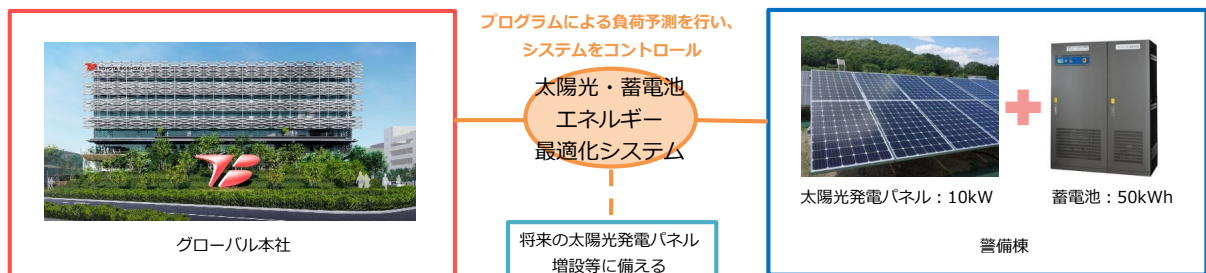 プログラムによる負荷予測を行い、
システムをコントロール
TOYOTA BOSHOKU
太陽光・蓄電池
エネルギー
最適化システム
太陽光発電パネル：10kW
蓄電池：50kWh
グローバル本社
将来の太陽光発電パネル
増設等に備える
警備棟